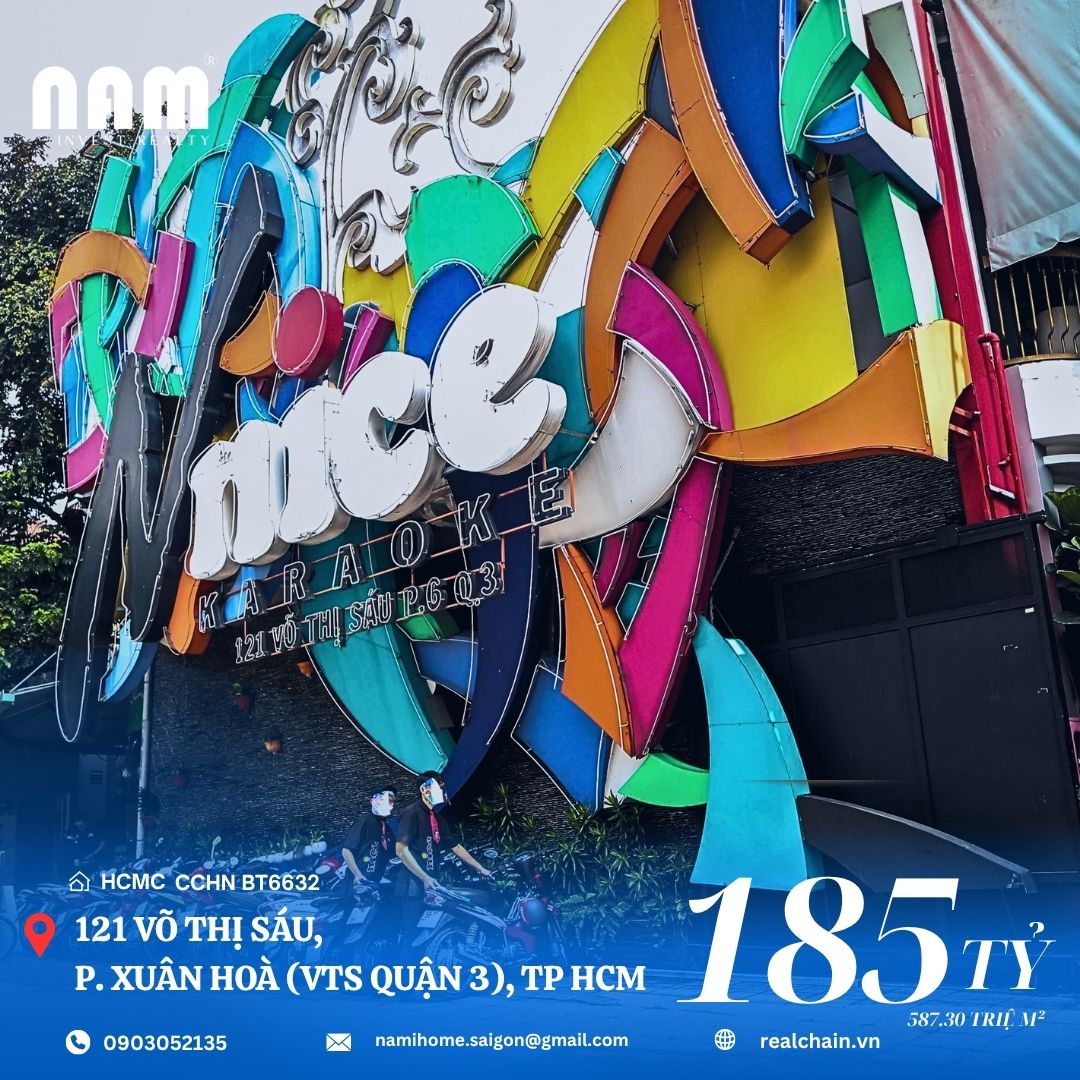 NAM®
INVEST REALTY
nice
KARAOKE
121 VÕ THỊ SÁU P.6 Q.3
HCMC CCHN BT6632
121 VÕ THỊ SÁU,
P. XUÂN HOÀ (VTS QUẬN 3), TP HCM
185 TỶ
587.30 TRIỆU M²
0903052135
namihome.saigon@gmail.com
realchain.vn